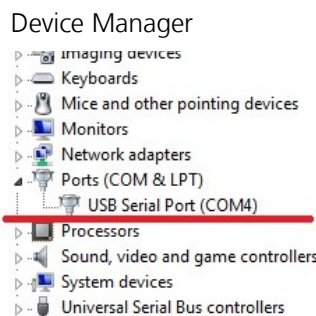 Device Manager
Imaging devices
Keyboards
Mice and other pointing devices
Monitors
Network adapters
Ports (COM & LPT)
USB Serial Port (COM4)
Processors
Sound, video and game controllers
System devices
Universal Serial Bus controllers